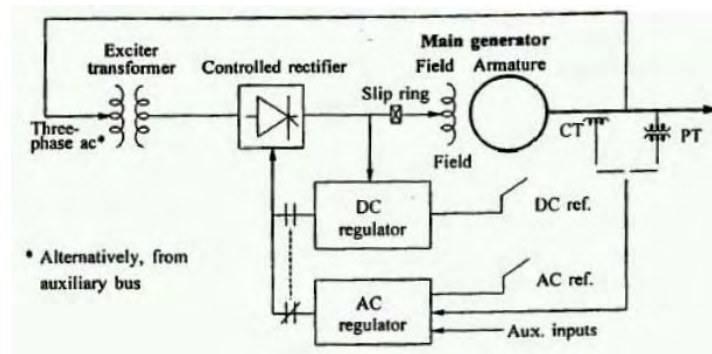 Exciter
transformer
Controlled rectifier
Main generator
Field
Armature
Slip ring
Three-
phase ac*
CT
PT
Field
DC
regulator
DC ref.
* Alternatively, from
auxiliary bus
AC
regulator
AC ref.
Aux. inputs